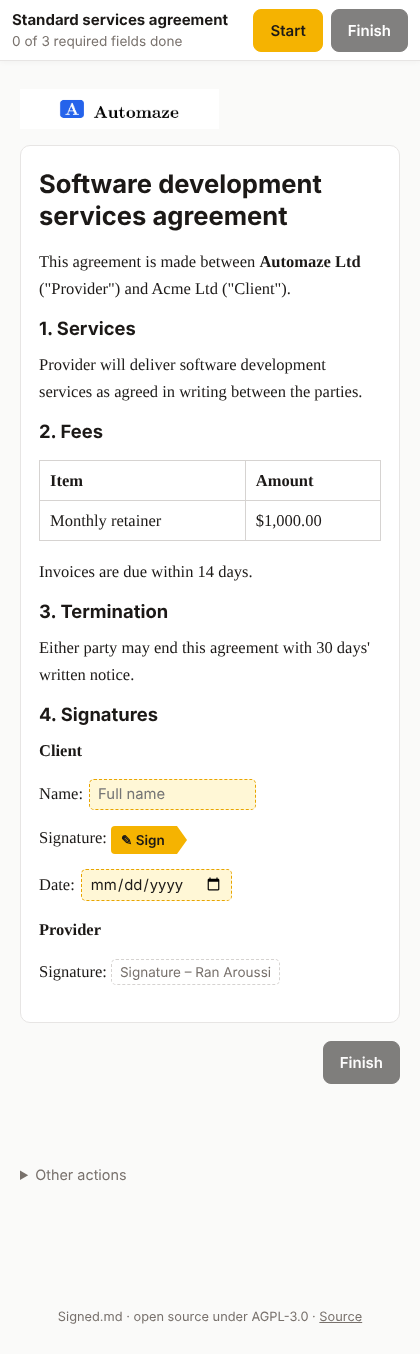 Standard services agreement
0 of 3 required fields done
Start
Finish
A Automaze
Software development
services agreement
This agreement is made between Automaze Ltd
("Provider") and Acme Ltd ("Client").
1. Services
Provider will deliver software development
services as agreed in writing between the parties.
2. Fees
Item Amount
Monthly retainer $1,000.00
Invoices are due within 14 days.
3. Termination
Either party may end this agreement with 30 days'
written notice.
4. Signatures
Client
Name: Full name
Signature: ✎ Sign
Date: mm/dd/yyyy
Provider
Signature: Signature – Ran Aroussi
Finish
Other actions
Signed.md · open source under AGPL-3.0 · Source